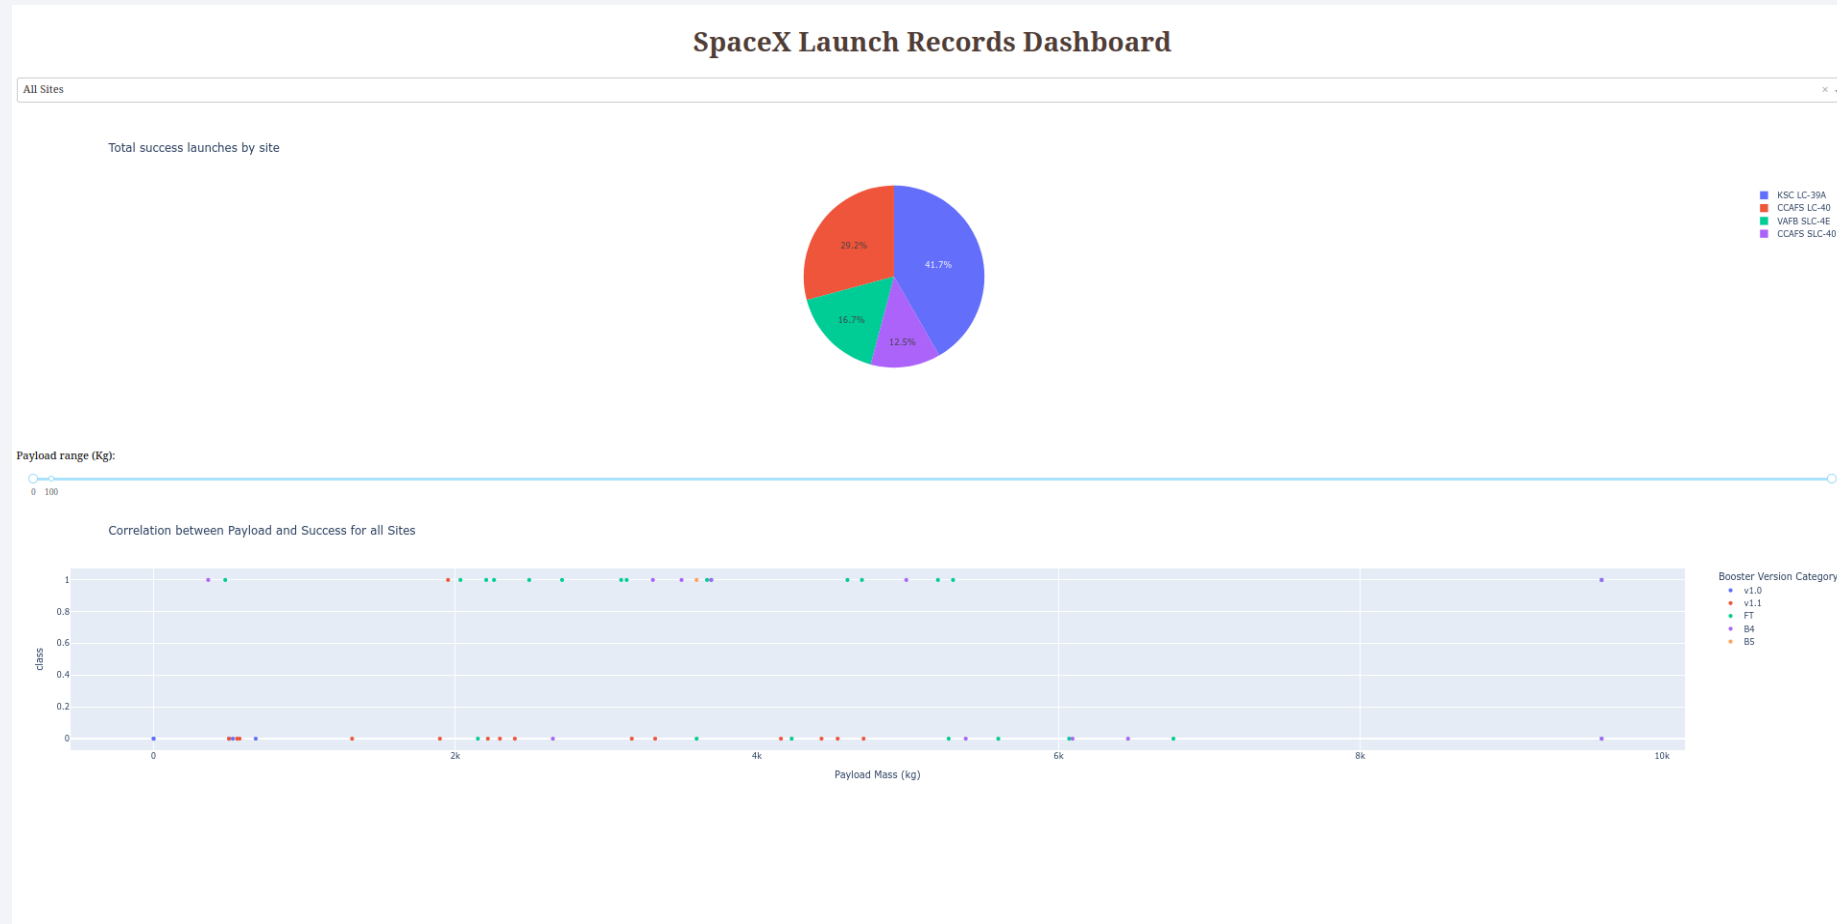 SpaceX Launch Records Dashboard
All Sites ×
Total success launches by site
KSC LC-39A
CCAFS LC-40
VAFB SLC-4E
CCAFS SLC-40
29.2%
41.7%
16.7%
12.5%
Payload range (Kg):
0 100
Correlation between Payload and Success for all Sites
Booster Version Category
v1.0
v1.1
FT
B4
B5
1
0.8
0.6
0.4
0.2
0
class
0 2k 4k 6k 8k 10k
Payload Mass (kg)